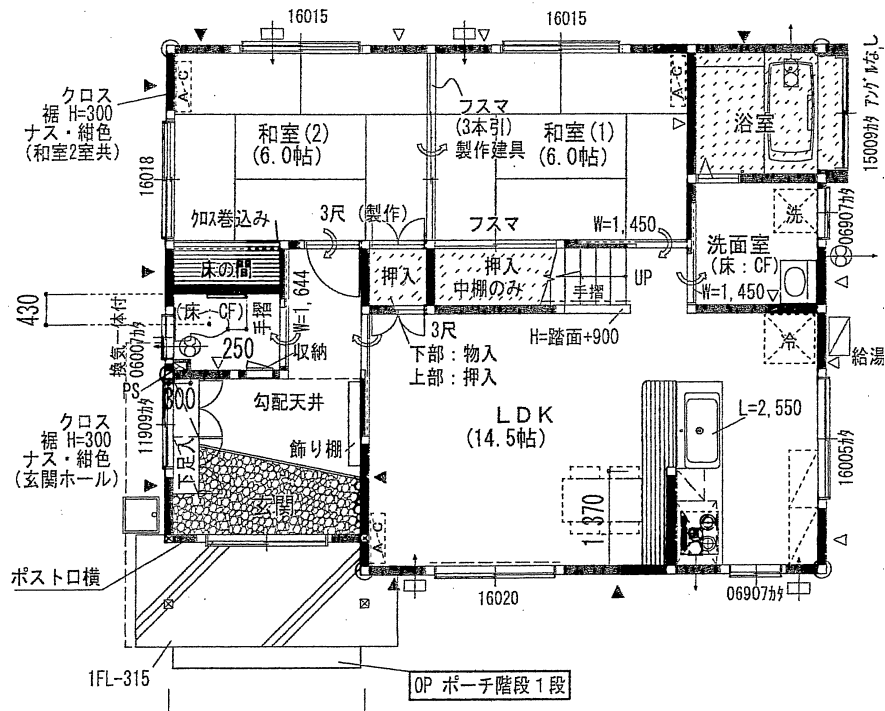 16015
16015
クロス
裾 H=300
ナス・紺色
(和室2室共)
A-C
フスマ
(3本引)
製作建具
A-C
和室(2)
(6.0帖)
和室(1)
(6.0帖)
浴室
15009ｶﾀ ｱﾝｸﾞﾙなし
16018
ｸﾛｽ巻込み
3尺 (製作)
フスマ
W=1,450
洗
06907ｶﾀ
洗面室
(床:CF)
W=1,450
床の間
押入
押入
中棚のみ
手摺
UP
430
(床:CF)
手摺
W=1,644
H=踏面+900
3尺
下部:物入
上部:押入
冷
給湯
換気一体付
06007ｶﾀ
250
収納
PS
300
勾配天井
11909ｶﾀ
クロス
裾 H=300
ナス・紺色
(玄関ホール)
下足入
飾り棚
LDK
(14.5帖)
L=2,550
16005ｶﾀ
玄関
1,370
A-C
ポスト口横
16020
06907ｶﾀ
1FL-315
OP ポーチ階段1段